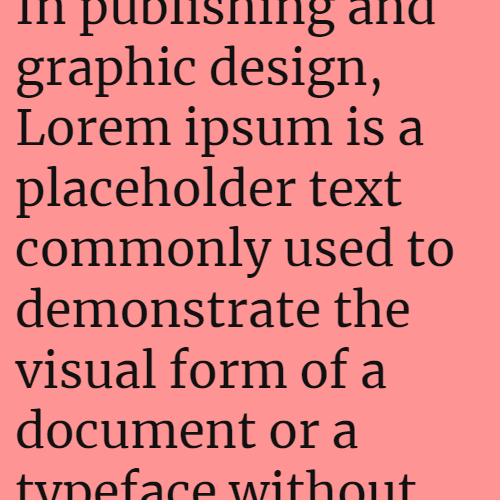 In publishing and
graphic design,
Lorem ipsum is a
placeholder text
commonly used to
demonstrate the
visual form of a
document or a
typeface without